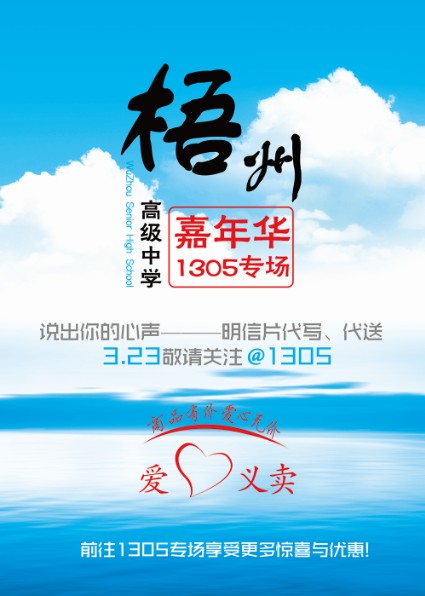 梧州
高级中学
WuZhou Senior High School
嘉年华
1305专场
说出你的心声———明信片代写、代送
3.23敬请关注@1305
商品有价爱心无价
爱 义卖
前往1305专场享受更多惊喜与优惠!